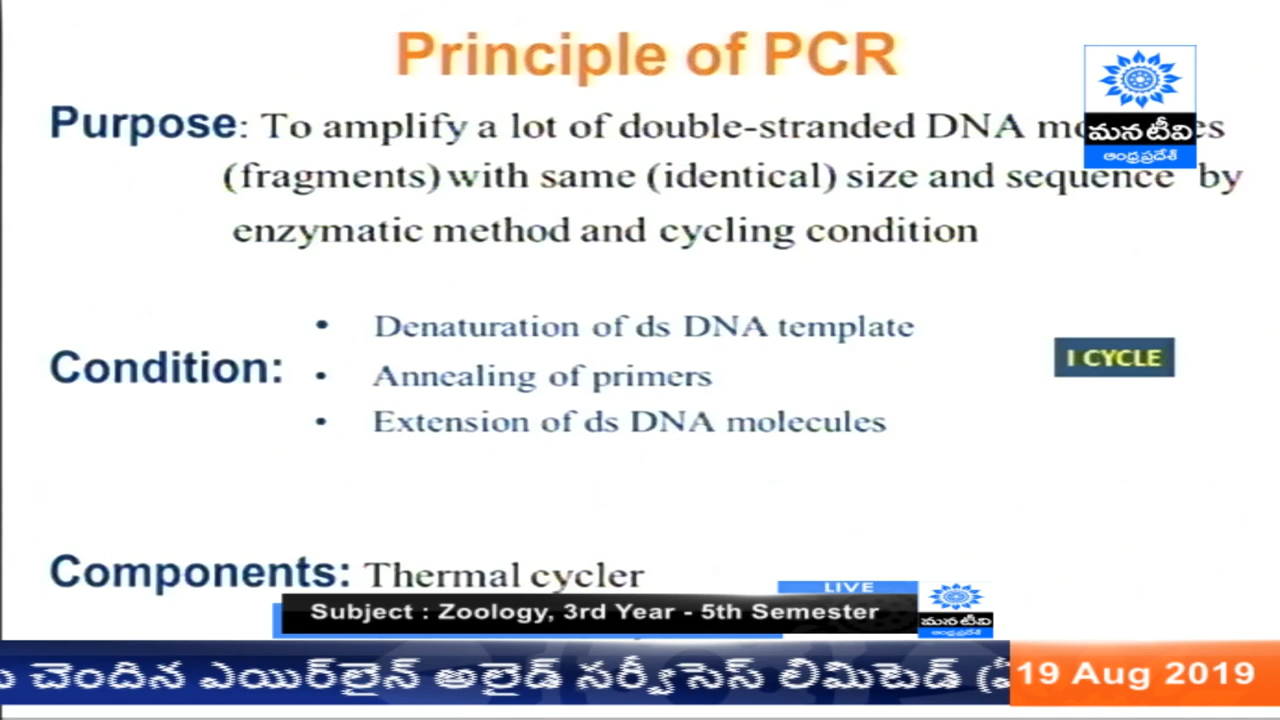 Principle of PCR
Purpose: To amplify a lot of double-stranded DNA
(fragments) with same (identical) size and sequence by
enzymatic method and cycling condition
మన టీవి
ఆంధ్రప్రదేశ్
• Denaturation of ds DNA template
Condition: • Annealing of primers
• Extension of ds DNA molecules
I CYCLE
Components: Thermal cycler
LIVE
Subject : Zoology, 3rd Year - 5th Semester
మన టీవి
ఆంధ్రప్రదేశ్
చెందిన ఎయిర్‌లైన్ అలైడ్ సర్వీసెస్ లిమిటెడ్
19 Aug 2019